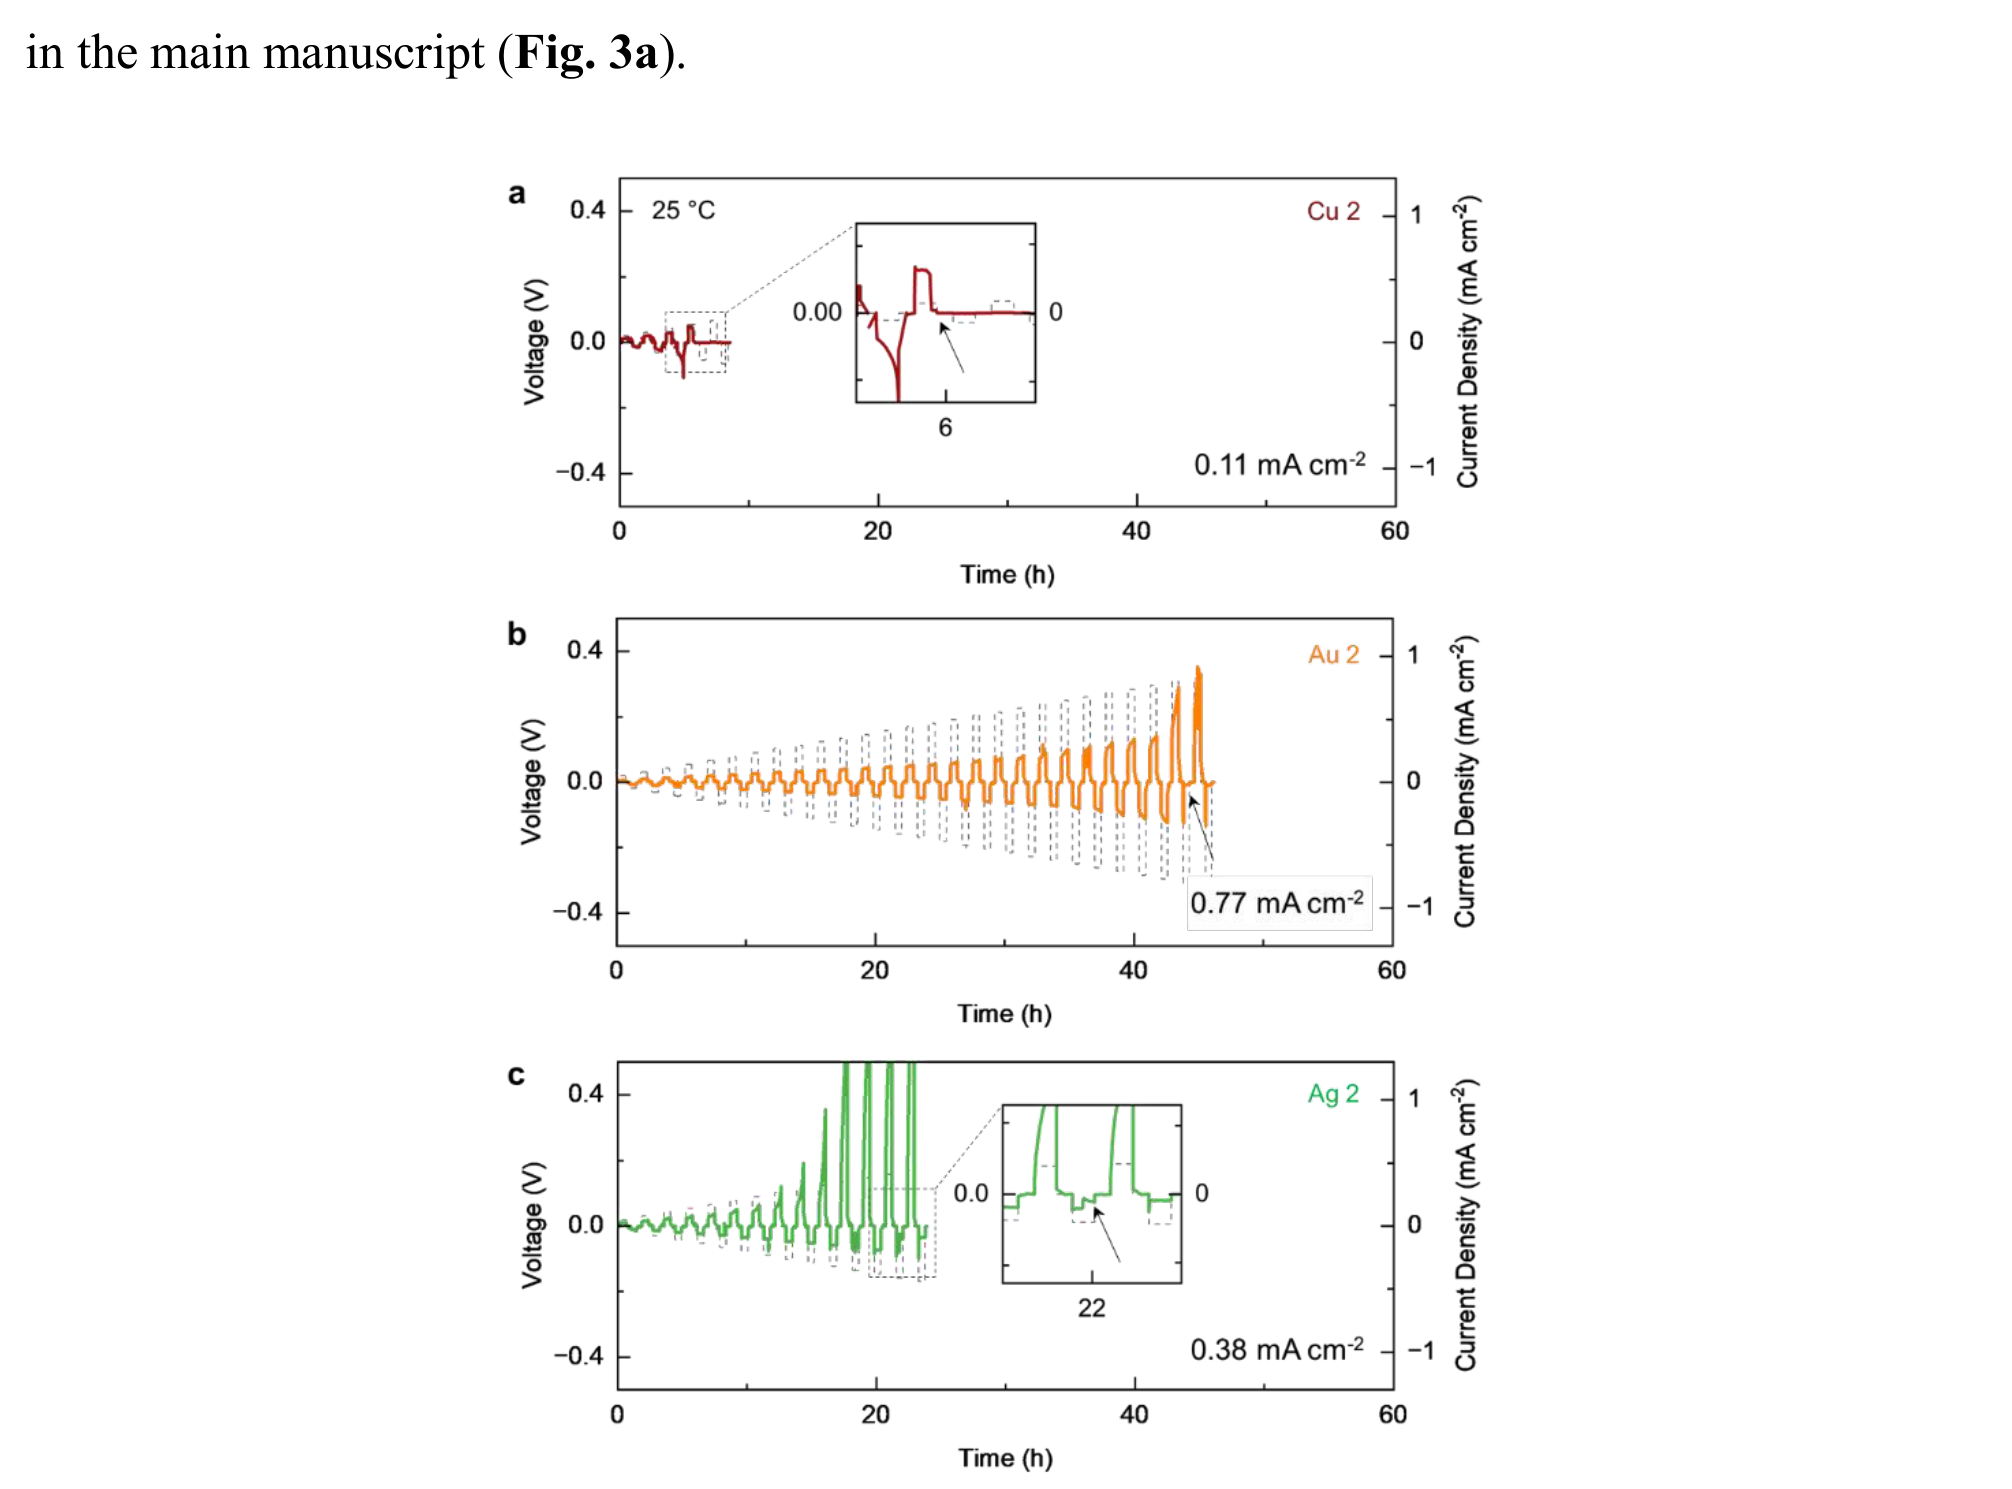 in the main manuscript (Fig. 3a).
a
25 °C
Cu 2
0.4
0.0
−0.4
Voltage (V)
0.00
0
6
1
0
−1
Current Density (mA cm-2)
0.11 mA cm-2
0
20
40
60
Time (h)
b
Au 2
0.4
0.0
−0.4
Voltage (V)
1
0
−1
Current Density (mA cm-2)
0.77 mA cm-2
0
20
40
60
Time (h)
c
Ag 2
0.4
0.0
−0.4
Voltage (V)
0.0
0
22
1
0
−1
Current Density (mA cm-2)
0.38 mA cm-2
0
20
40
60
Time (h)